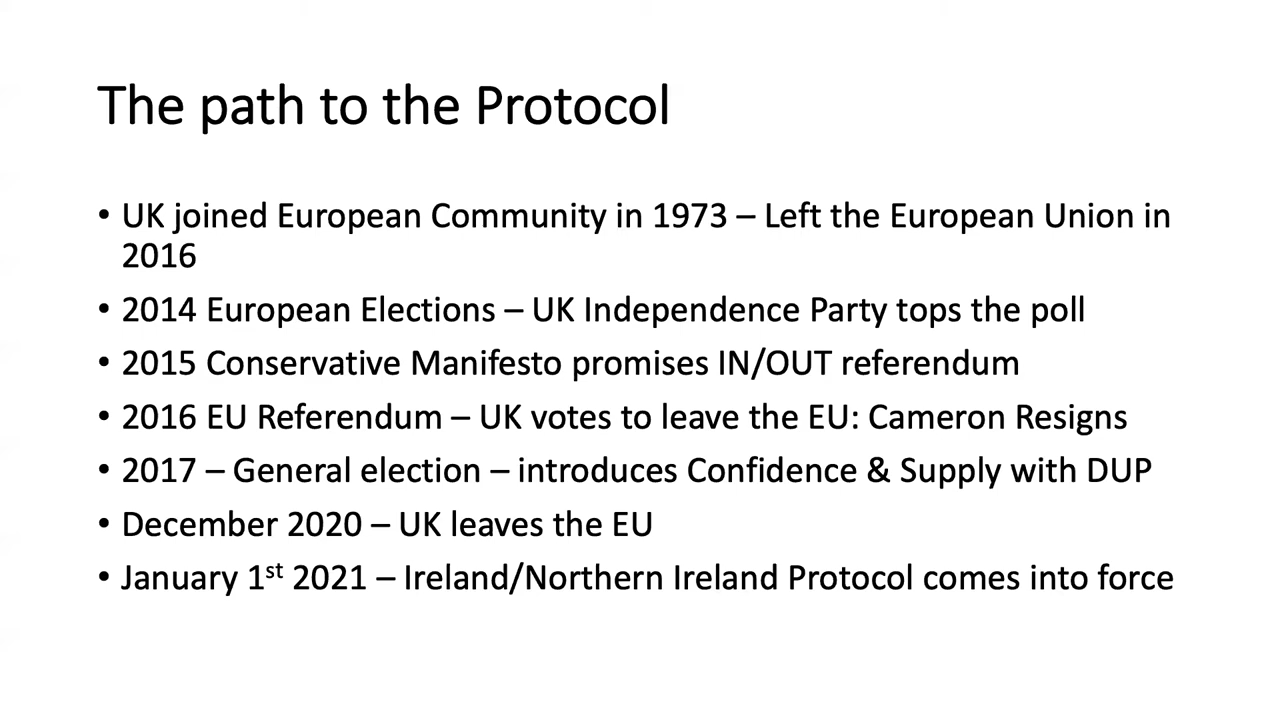 The path to the Protocol
• UK joined European Community in 1973 – Left the European Union in
2016
• 2014 European Elections – UK Independence Party tops the poll
• 2015 Conservative Manifesto promises IN/OUT referendum
• 2016 EU Referendum – UK votes to leave the EU: Cameron Resigns
• 2017 – General election – introduces Confidence & Supply with DUP
• December 2020 – UK leaves the EU
• January 1st 2021 – Ireland/Northern Ireland Protocol comes into force